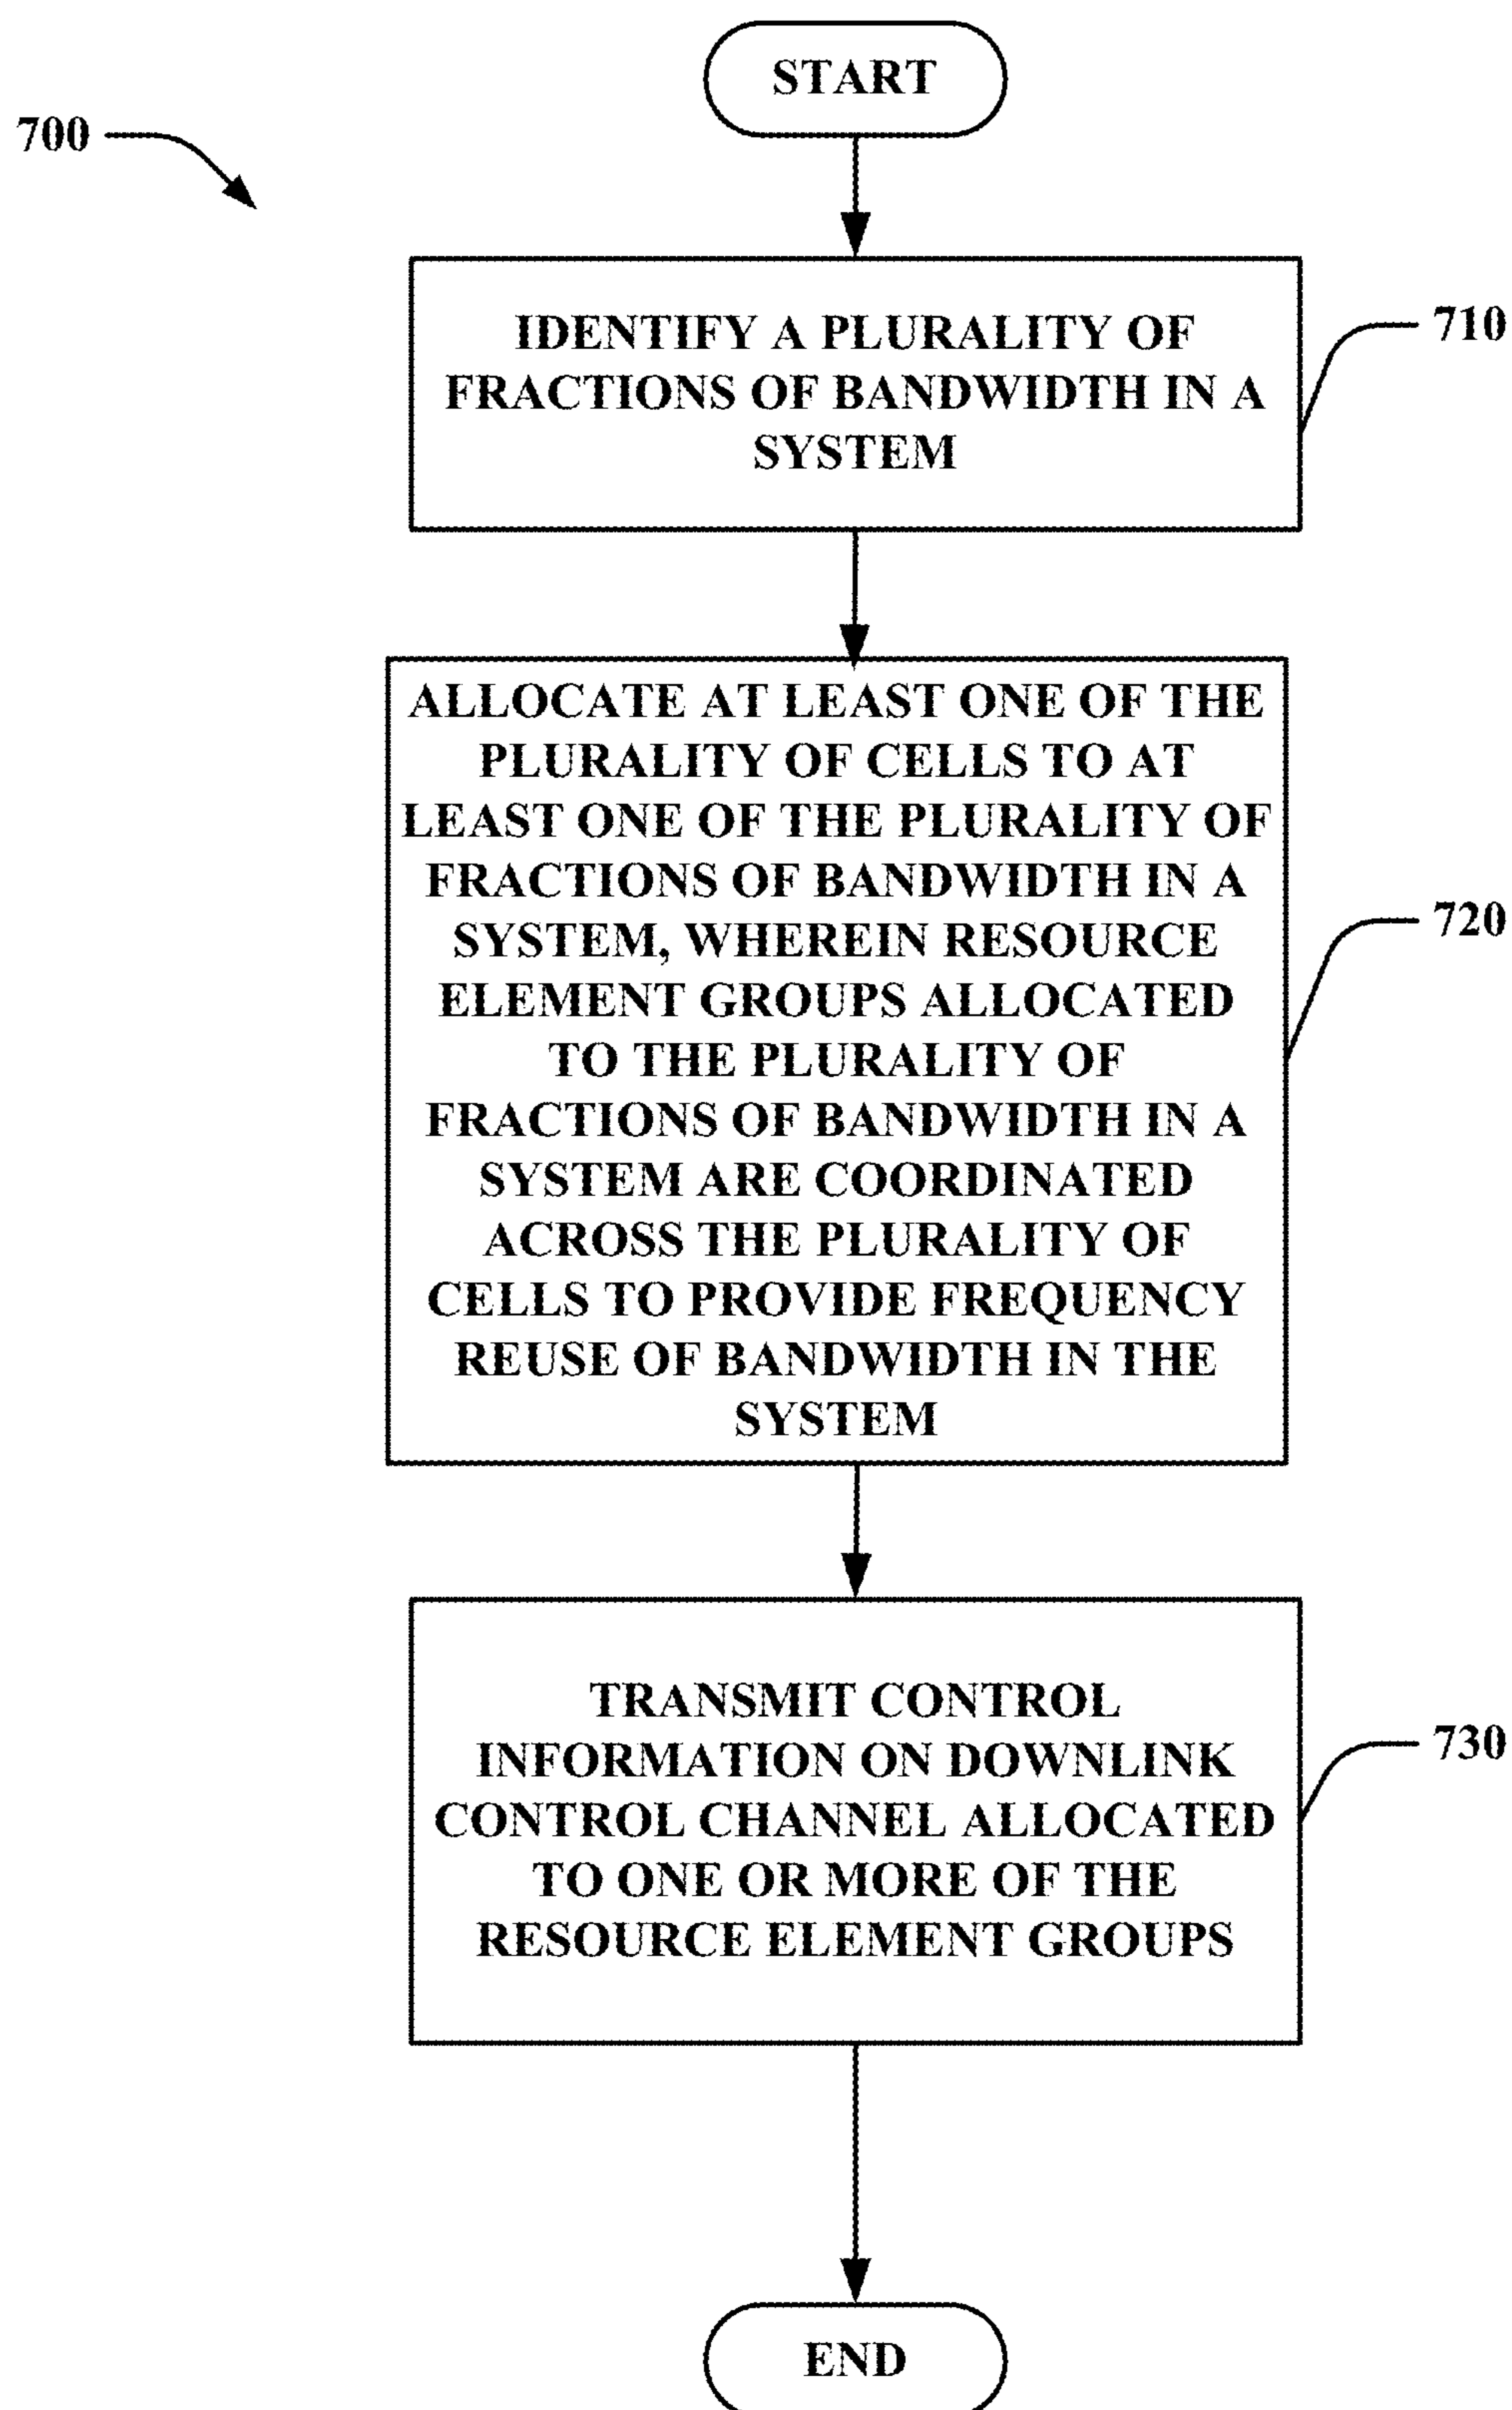 START
700
IDENTIFY A PLURALITY OF
FRACTIONS OF BANDWIDTH IN A
SYSTEM
710
ALLOCATE AT LEAST ONE OF THE
PLURALITY OF CELLS TO AT
LEAST ONE OF THE PLURALITY OF
FRACTIONS OF BANDWIDTH IN A
SYSTEM, WHEREIN RESOURCE
ELEMENT GROUPS ALLOCATED
TO THE PLURALITY OF
FRACTIONS OF BANDWIDTH IN A
SYSTEM ARE COORDINATED
ACROSS THE PLURALITY OF
CELLS TO PROVIDE FREQUENCY
REUSE OF BANDWIDTH IN THE
SYSTEM
720
TRANSMIT CONTROL
INFORMATION ON DOWNLINK
CONTROL CHANNEL ALLOCATED
TO ONE OR MORE OF THE
RESOURCE ELEMENT GROUPS
730
END